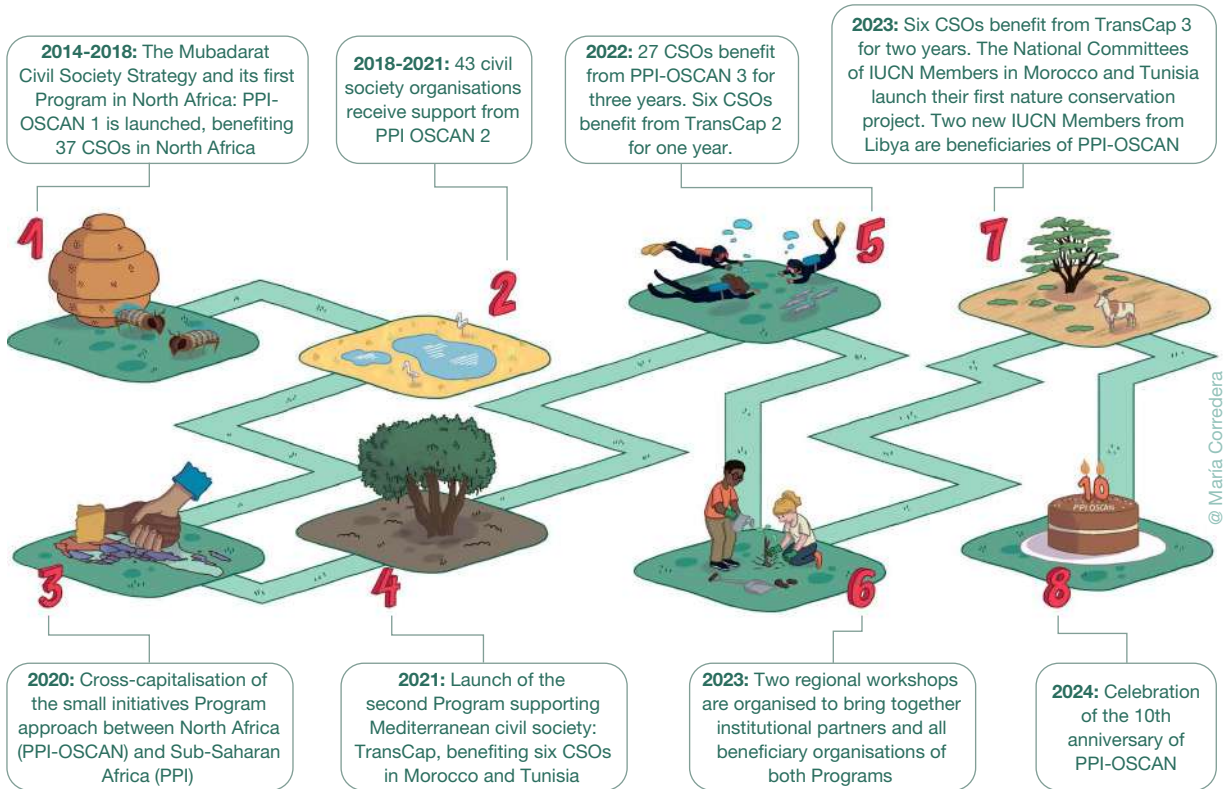 2014-2018: The Mubadarat
Civil Society Strategy and its first
Program in North Africa: PPI-
OSCAN 1 is launched, benefiting
37 CSOs in North Africa
2018-2021: 43 civil
society organisations
receive support from
PPI OSCAN 2
2022: 27 CSOs benefit
from PPI-OSCAN 3 for
three years. Six CSOs
benefit from TransCap 2
for one year.
2023: Six CSOs benefit from TransCap 3
for two years. The National Committees
of IUCN Members in Morocco and Tunisia
launch their first nature conservation
project. Two new IUCN Members from
Libya are beneficiaries of PPI-OSCAN
1
2
5
7
3
4
6
8
10
PPI OSCAN
@ María Corredera
2020: Cross-capitalisation of
the small initiatives Program
approach between North Africa
(PPI-OSCAN) and Sub-Saharan
Africa (PPI)
2021: Launch of the
second Program supporting
Mediterranean civil society:
TransCap, benefiting six CSOs
in Morocco and Tunisia
2023: Two regional workshops
are organised to bring together
institutional partners and all
beneficiary organisations of
both Programs
2024: Celebration
of the 10th
anniversary of
PPI-OSCAN